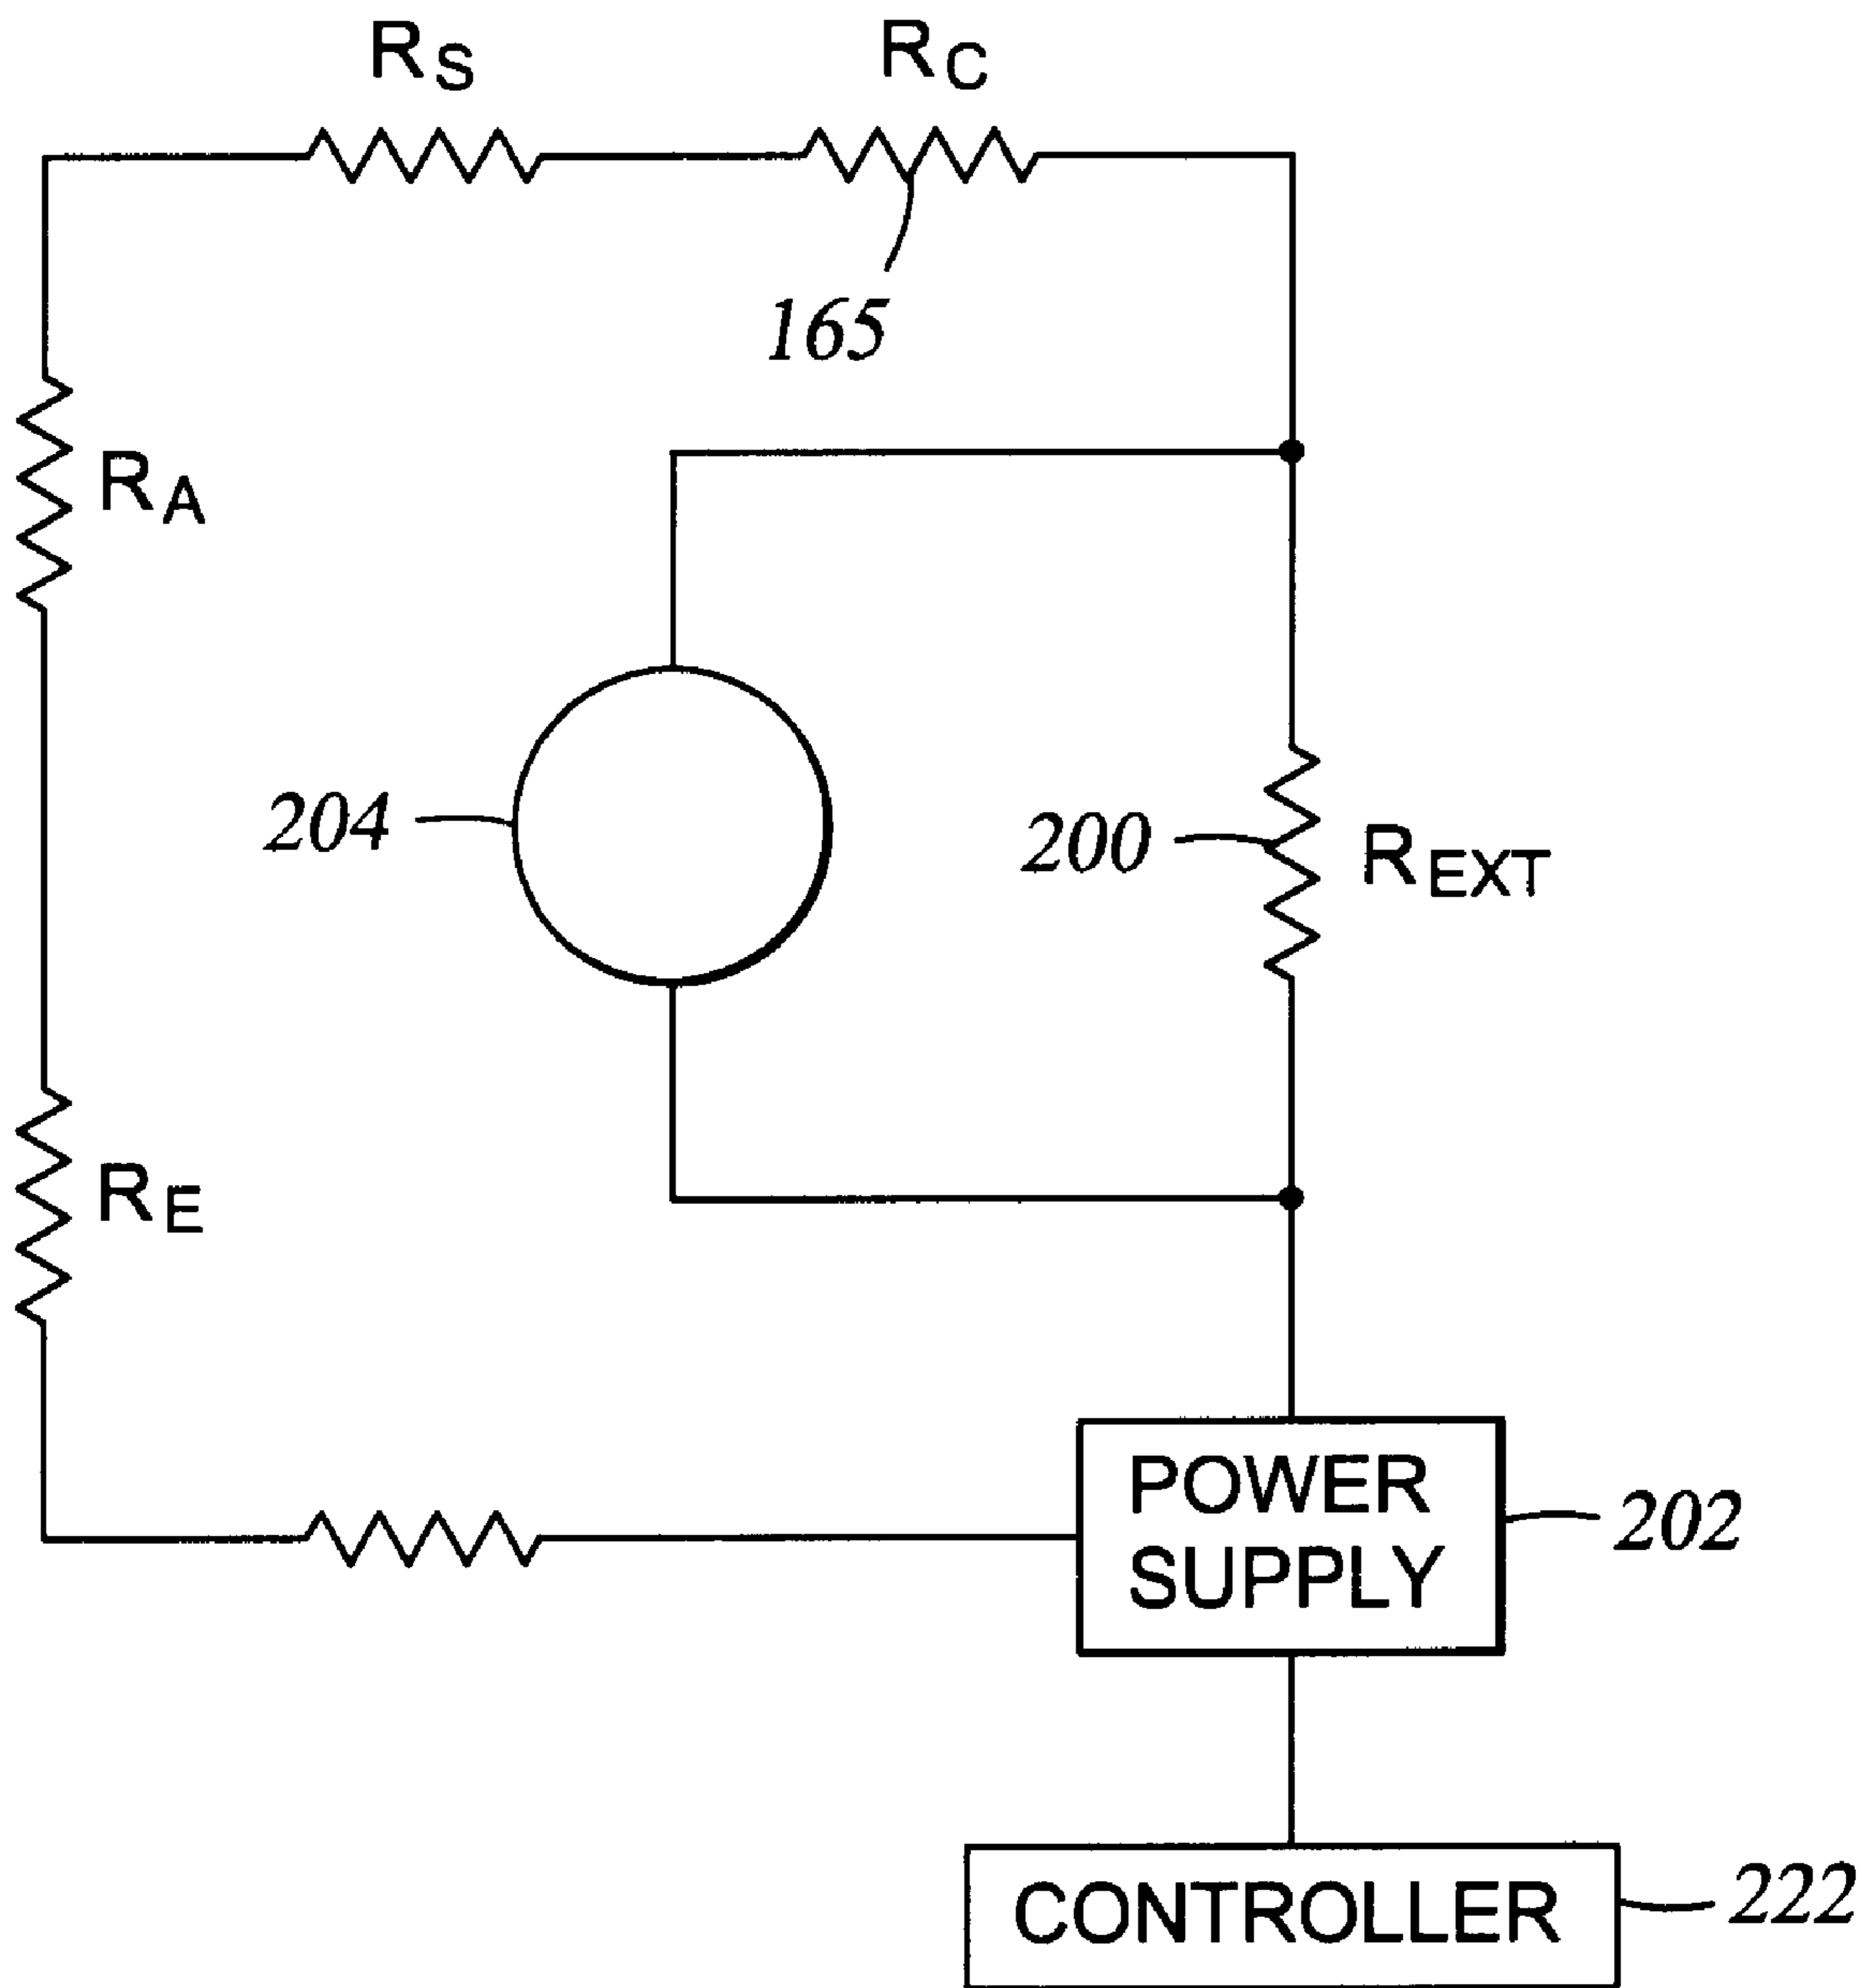 RS
RC
165
RA
204
200
REXT
RE
POWER
SUPPLY
202
CONTROLLER
222